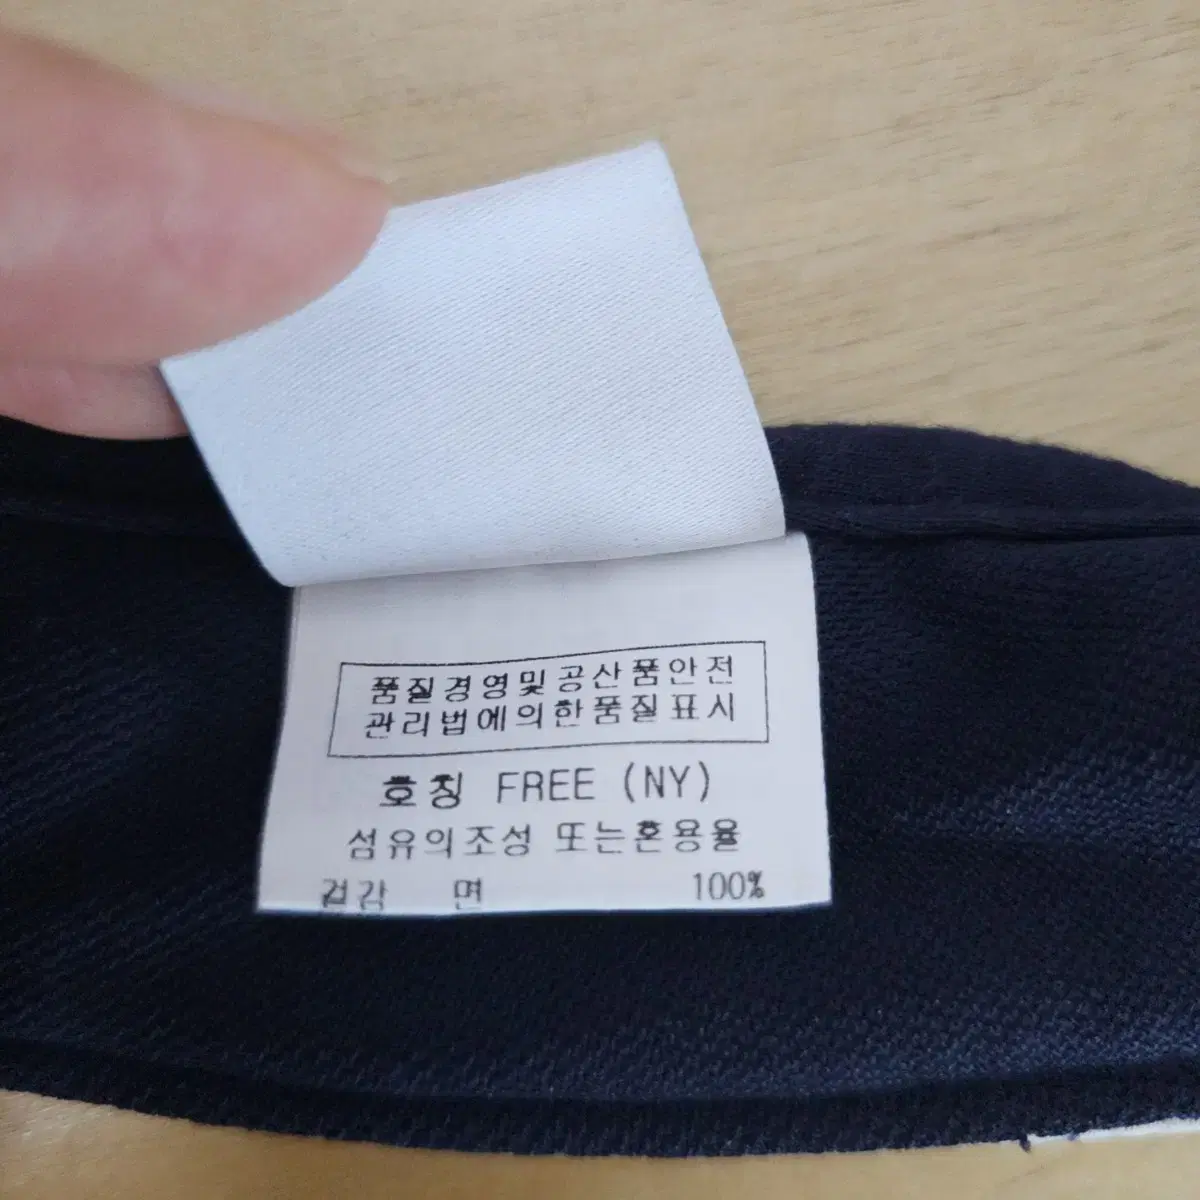 품질경영및공산품안전
관리법에의한품질표시
호칭 FREE (NY)
섬유의조성 또는혼용율
겉감 면 100%